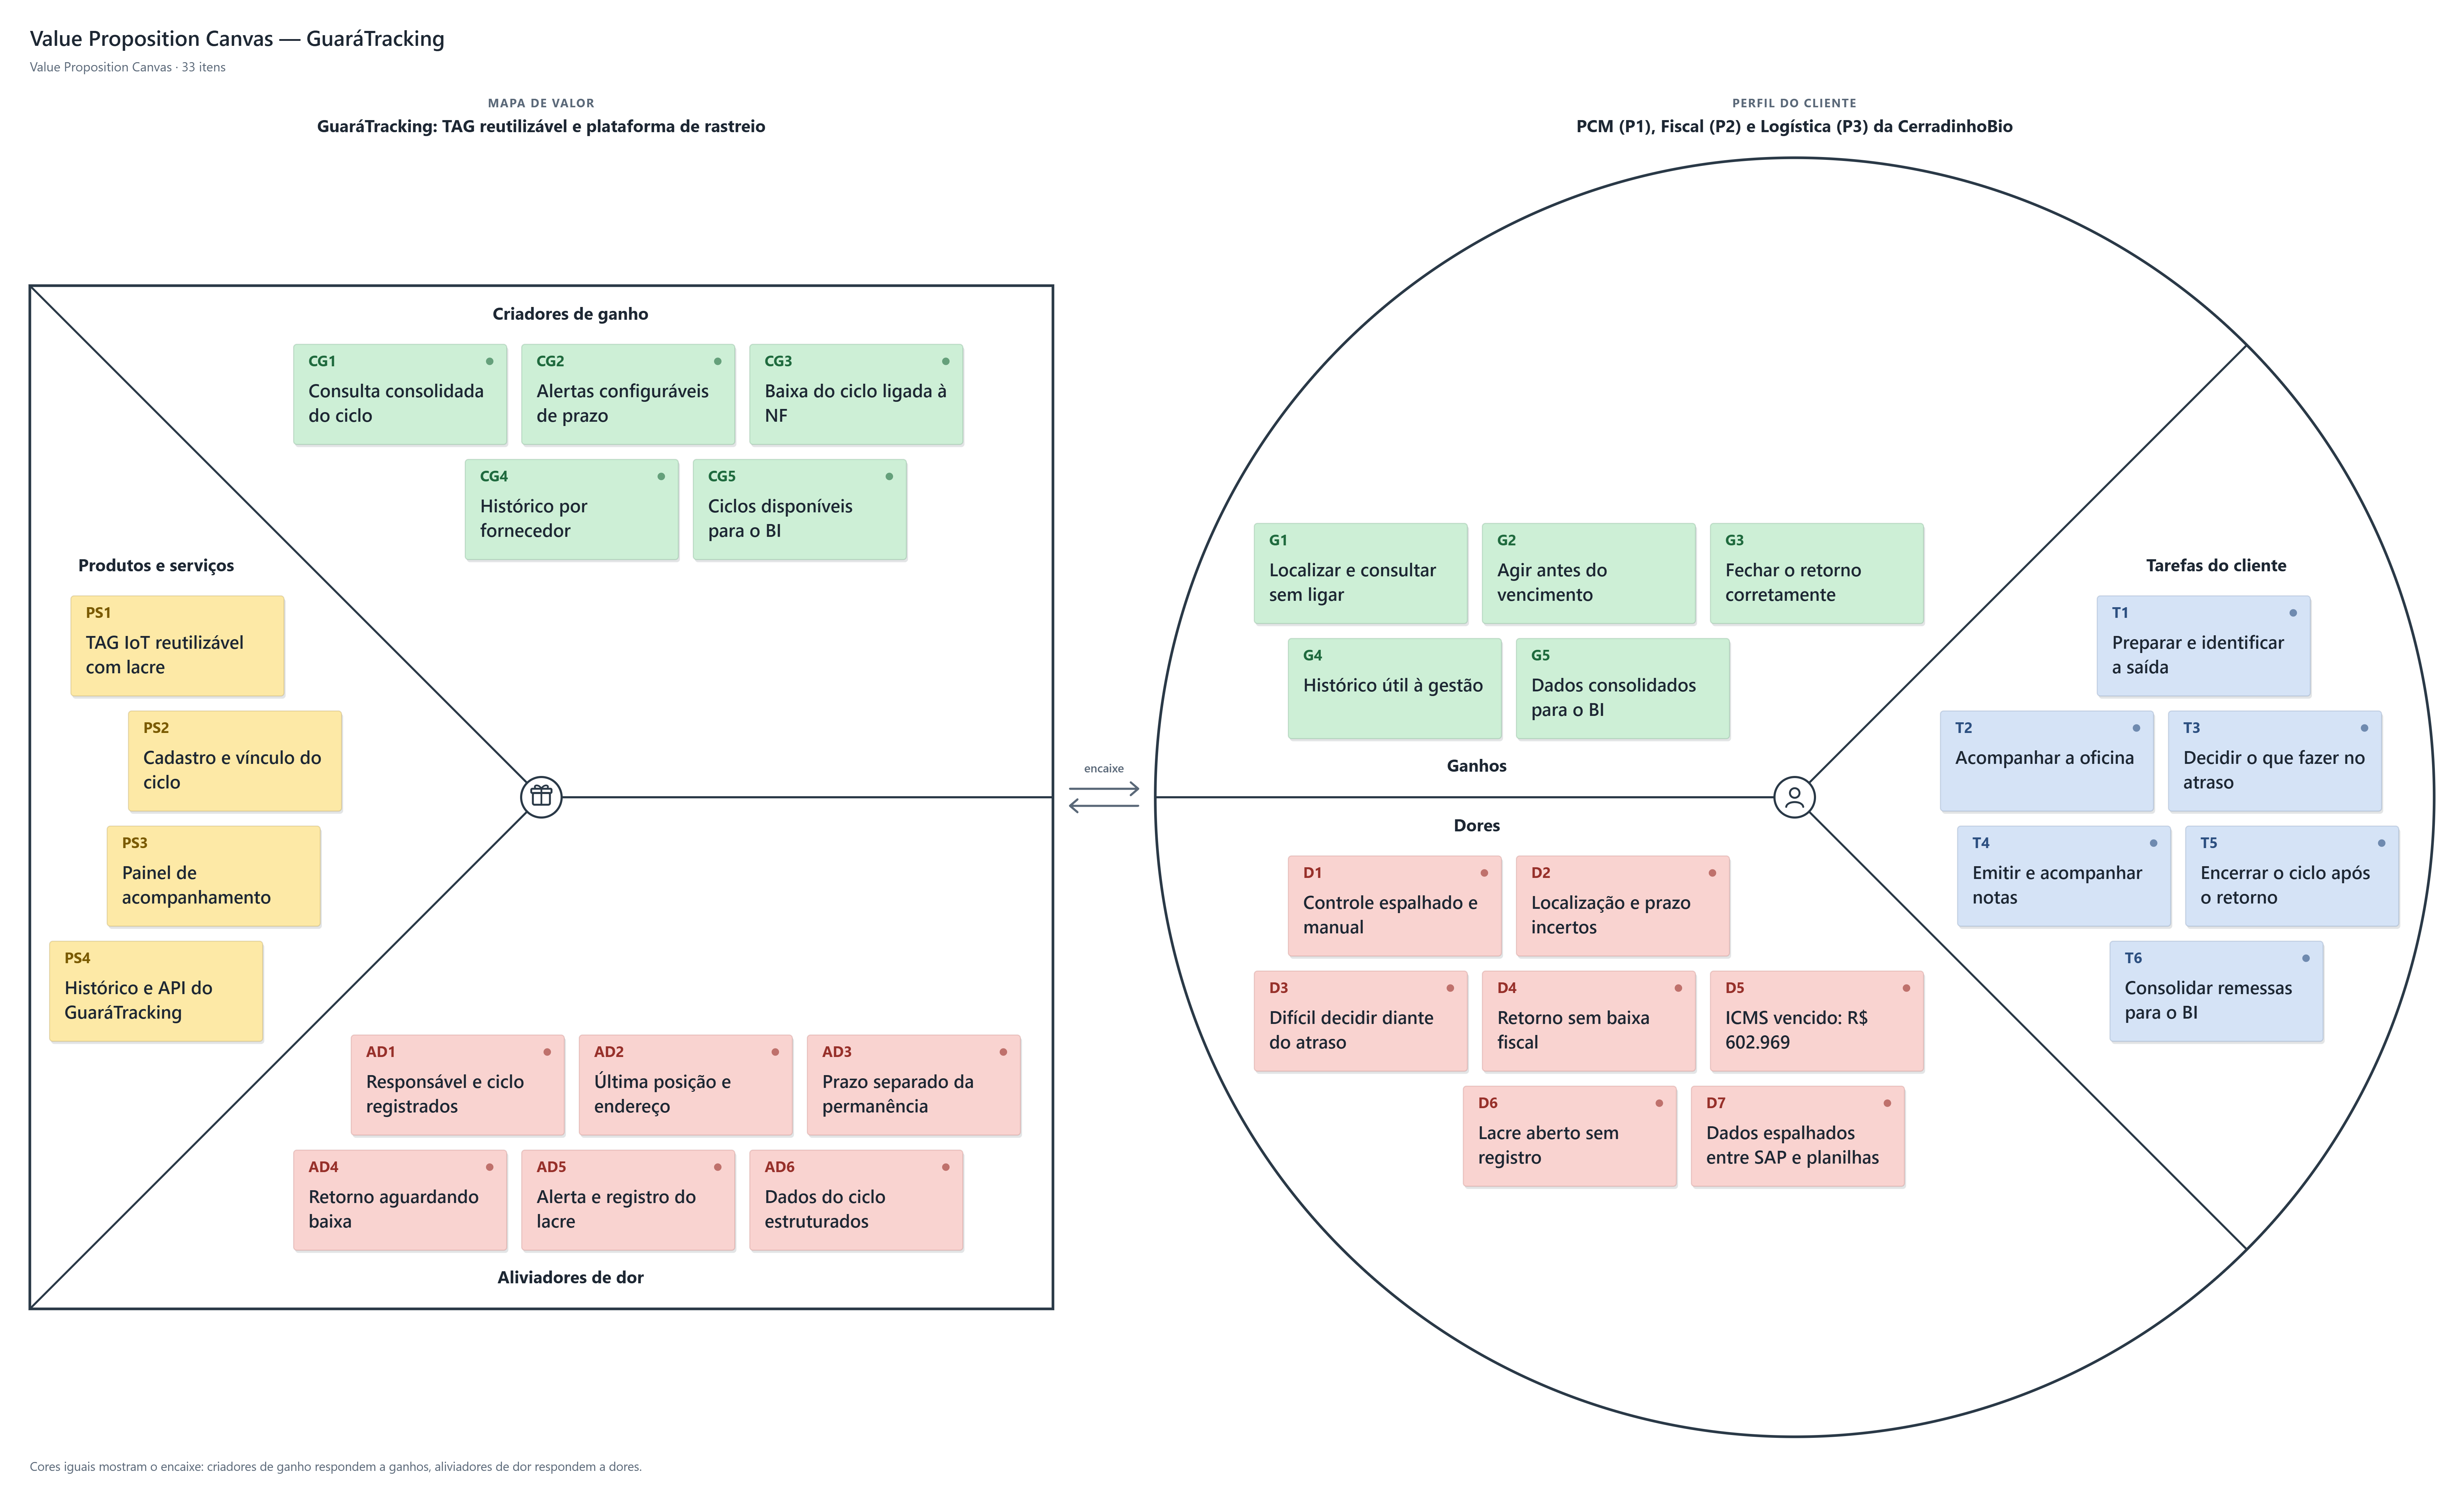 Value Proposition Canvas — GuaráTracking
Value Proposition Canvas · 33 itens
MAPA DE VALOR
GuaráTracking: TAG reutilizável e plataforma de rastreio
Criadores de ganho
CG1
Consulta consolidada
do ciclo
CG2
Alertas configuráveis
de prazo
CG3
Baixa do ciclo ligada à
NF
CG4
Histórico por
fornecedor
CG5
Ciclos disponíveis
para o BI
Produtos e serviços
PS1
TAG IoT reutilizável
com lacre
PS2
Cadastro e vínculo do
ciclo
PS3
Painel de
acompanhamento
PS4
Histórico e API do
GuaráTracking
AD1
Responsável e ciclo
registrados
AD2
Última posição e
endereço
AD3
Prazo separado da
permanência
AD4
Retorno aguardando
baixa
AD5
Alerta e registro do
lacre
AD6
Dados do ciclo
estruturados
Aliviadores de dor
encaixe
PERFIL DO CLIENTE
PCM (P1), Fiscal (P2) e Logística (P3) da CerradinhoBio
G1
Localizar e consultar
sem ligar
G2
Agir antes do
vencimento
G3
Fechar o retorno
corretamente
G4
Histórico útil à gestão
G5
Dados consolidados
para o BI
Ganhos
Dores
D1
Controle espalhado e
manual
D2
Localização e prazo
incertos
D3
Difícil decidir diante
do atraso
D4
Retorno sem baixa
fiscal
D5
ICMS vencido: R$
602.969
D6
Lacre aberto sem
registro
D7
Dados espalhados
entre SAP e planilhas
Tarefas do cliente
T1
Preparar e identificar
a saída
T2
Acompanhar a oficina
T3
Decidir o que fazer no
atraso
T4
Emitir e acompanhar
notas
T5
Encerrar o ciclo após
o retorno
T6
Consolidar remessas
para o BI
Cores iguais mostram o encaixe: criadores de ganho respondem a ganhos, aliviadores de dor respondem a dores.